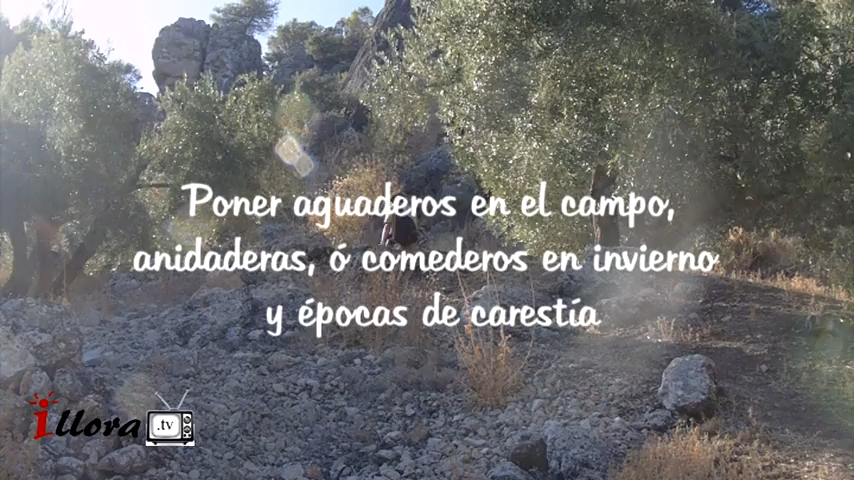 Poner aguaderos en el campo,
anidaderas, ó comederos en invierno
y épocas de carestía
illora .tv